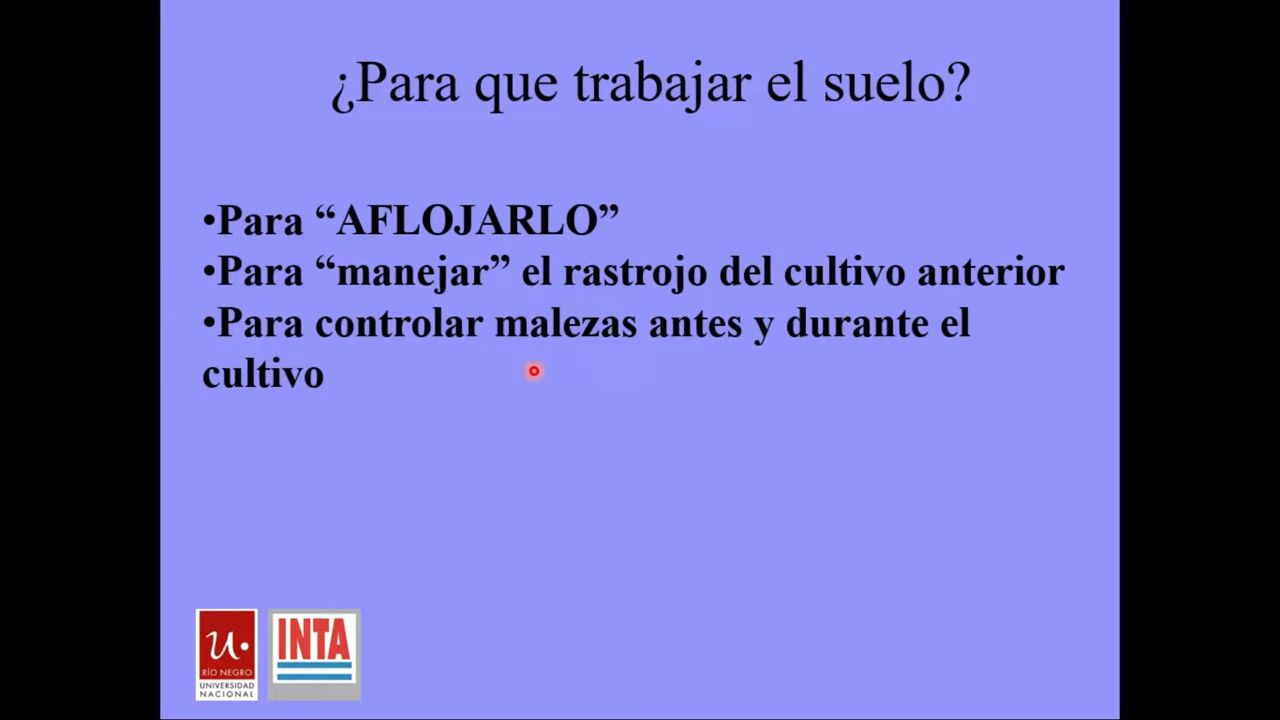 ¿Para que trabajar el suelo?
•Para “AFLOJARLO”
•Para “manejar” el rastrojo del cultivo anterior
•Para controlar malezas antes y durante el
cultivo
u.
RÍO NEGRO
UNIVERSIDAD
NACIONAL
INTA